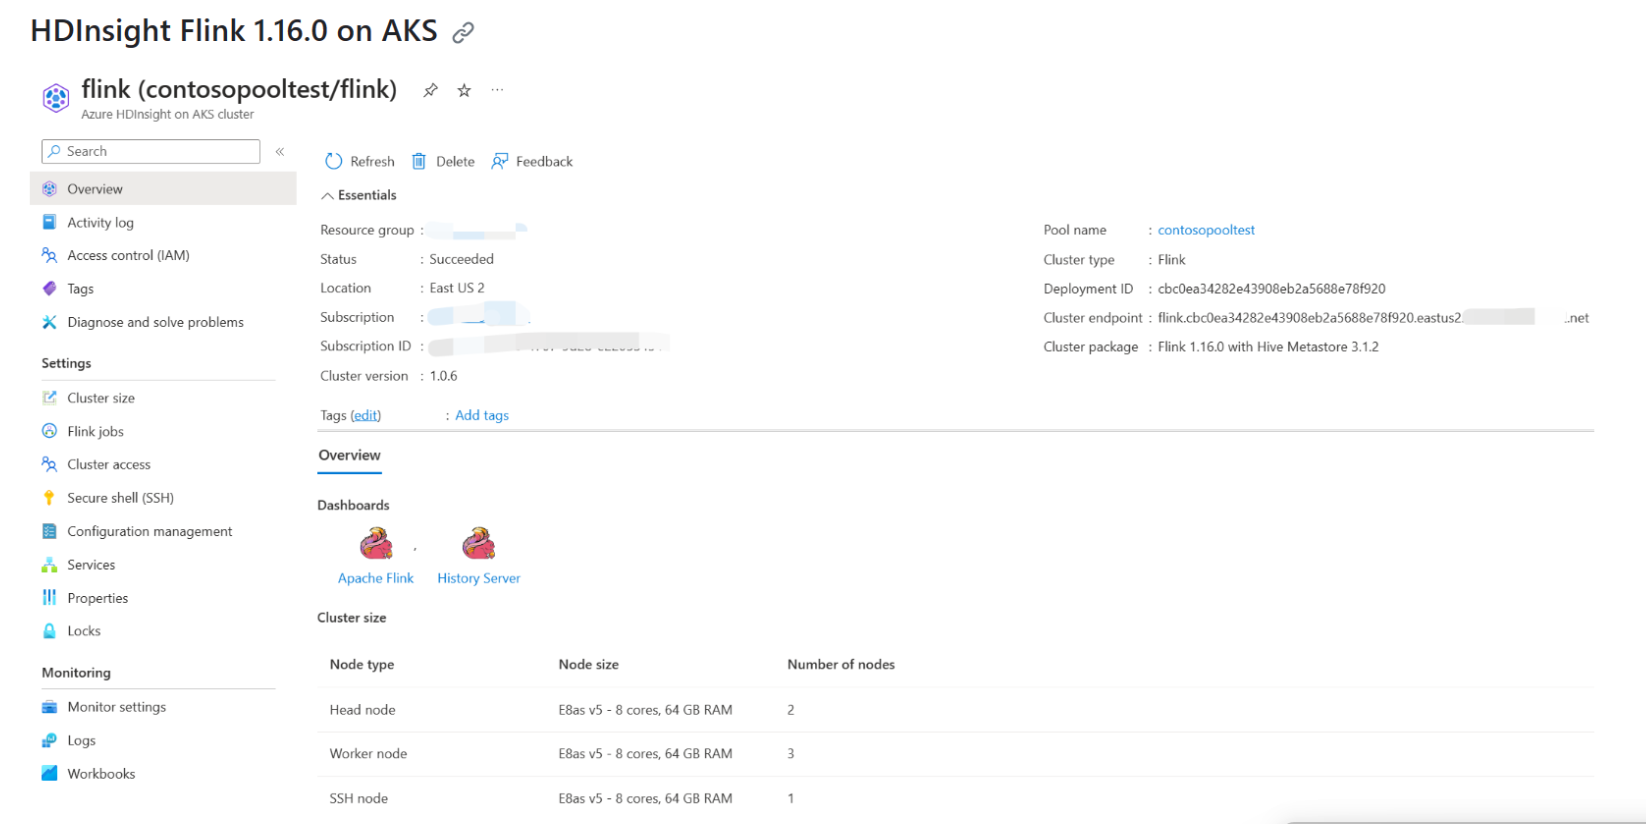 HDInsight Flink 1.16.0 on AKS
flink (contosopooltest/flink)
Azure HDInsight on AKS cluster
Search
«
Overview
Activity log
Access control (IAM)
Tags
Diagnose and solve problems
Settings
Cluster size
Flink jobs
Cluster access
Secure shell (SSH)
Configuration management
Services
Properties
Locks
Monitoring
Monitor settings
Logs
Workbooks
Refresh Delete Feedback
Essentials
Resource group :
Status : Succeeded
Location : East US 2
Subscription :
Subscription ID :
Cluster version : 1.0.6
Tags (edit) : Add tags
Pool name : contosopooltest
Cluster type : Flink
Deployment ID : cbc0ea34282e43908eb2a5688e78f920
Cluster endpoint : flink.cbc0ea34282e43908eb2a5688e78f920.eastus2. .net
Cluster package : Flink 1.16.0 with Hive Metastore 3.1.2
Overview
Dashboards
Apache Flink History Server
Cluster size
Node type Node size Number of nodes
Head node E8as v5 - 8 cores, 64 GB RAM 2
Worker node E8as v5 - 8 cores, 64 GB RAM 3
SSH node E8as v5 - 8 cores, 64 GB RAM 1